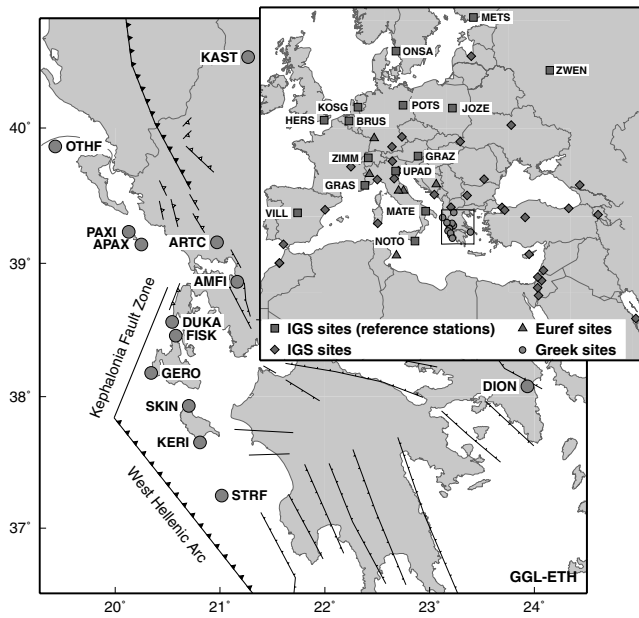 METS
ONSA
ZWEN
KOSG
POTS
JOZE
HERS
BRUS
ZIMM
GRAZ
GRAS
UPAD
VILL
MATE
NOTO
IGS sites (reference stations)
Euref sites
IGS sites
Greek sites
KAST
40°
OTHF
PAXI
APAX
ARTC
39°
AMFI
Kephalonia Fault Zone
DUKA
FISK
GERO
38°
DION
SKIN
KERI
STRF
West Hellenic Arc
37°
GGL-ETH
20° 21° 22° 23° 24°